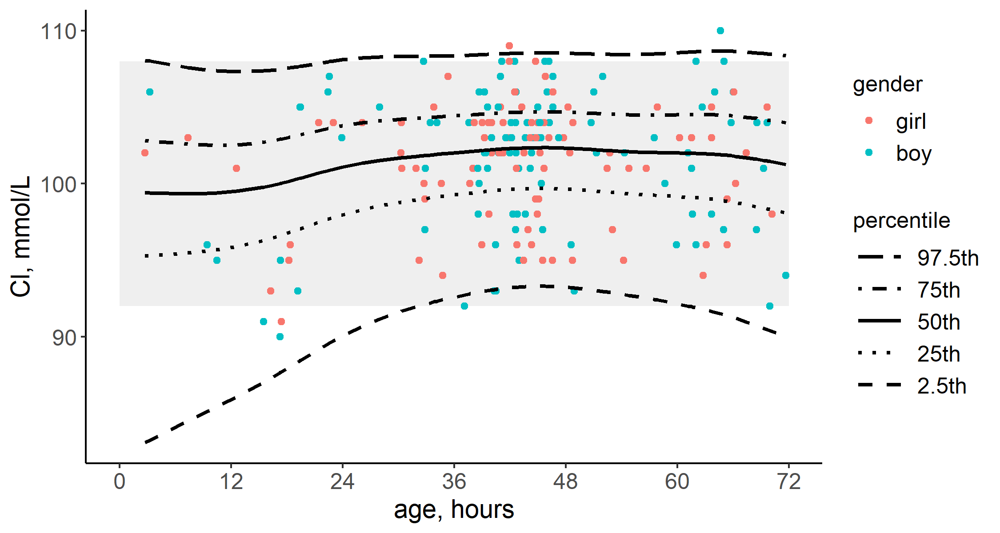 110
100
90
Cl, mmol/L
0 12 24 36 48 60 72
age, hours
gender
girl
boy
percentile
97.5th
75th
50th
25th
2.5th